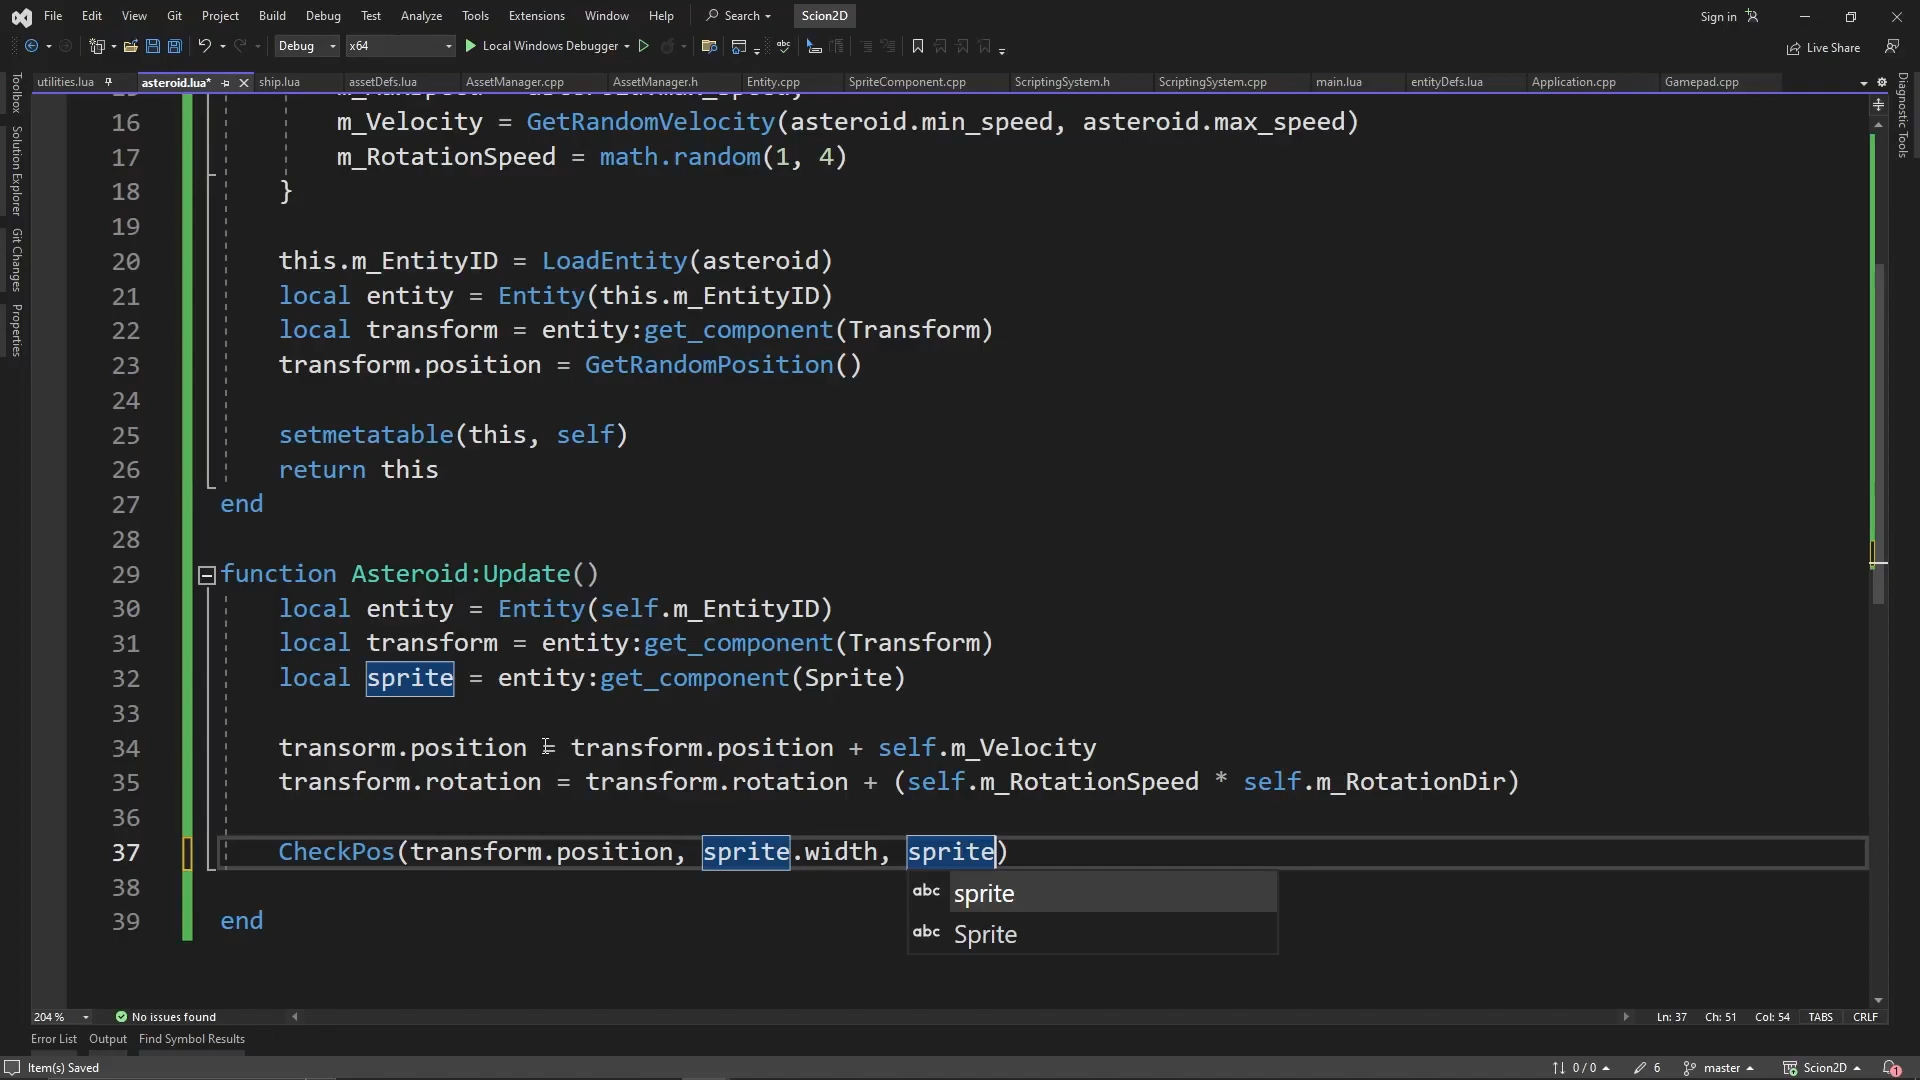 File Edit View Git Project Build Debug Test Analyze Tools Extensions Window Help Search Scion2D Sign in
Debug x64 Local Windows Debugger Live Share
utilities.lua asteroid.lua* ship.lua assetDefs.lua AssetManager.cpp AssetManager.h Entity.cpp SpriteComponent.cpp ScriptingSystem.h ScriptingSystem.cpp main.lua entityDefs.lua Application.cpp Gamepad.cpp
Toolbox
Solution Explorer
Git Changes
Properties
Diagnostic Tools
16 m_Velocity = GetRandomVelocity(asteroid.min_speed, asteroid.max_speed)
17 m_RotationSpeed = math.random(1, 4)
18 }
19
20 this.m_EntityID = LoadEntity(asteroid)
21 local entity = Entity(this.m_EntityID)
22 local transform = entity:get_component(Transform)
23 transform.position = GetRandomPosition()
24
25 setmetatable(this, self)
26 return this
27 end
28
29 function Asteroid:Update()
30 local entity = Entity(self.m_EntityID)
31 local transform = entity:get_component(Transform)
32 local sprite = entity:get_component(Sprite)
33
34 transorm.position = transform.position + self.m_Velocity
35 transform.rotation = transform.rotation + (self.m_RotationSpeed * self.m_RotationDir)
36
37 CheckPos(transform.position, sprite.width, sprite)
abc sprite
38
abc Sprite
39 end
204 % No issues found Ln: 37 Ch: 51 Col: 54 TABS CRLF
Error List Output Find Symbol Results
Item(s) Saved 0 / 0 6 master Scion2D 1